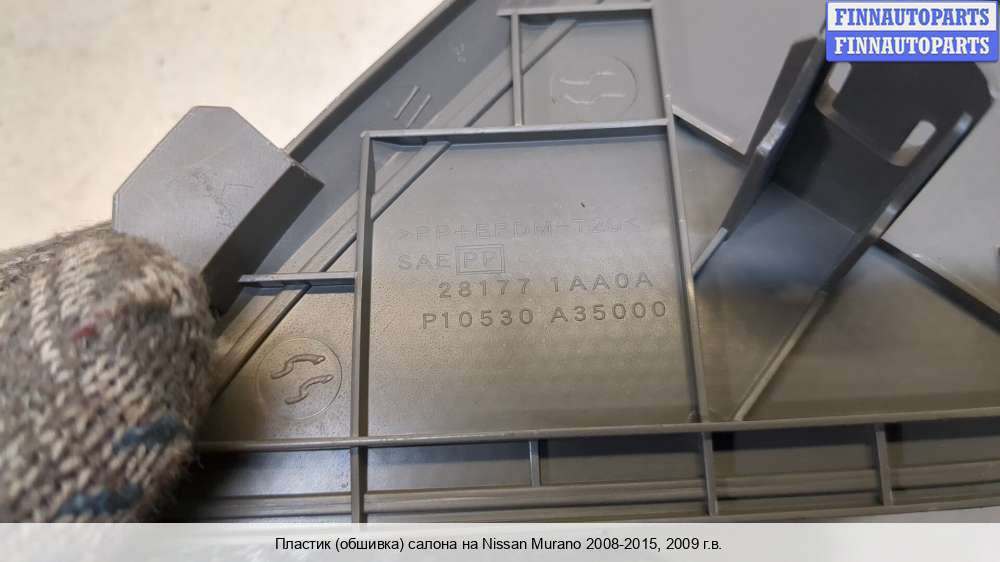 FINNAUTOPARTS
FINNAUTOPARTS
>PP+EPDM-T20<
SAE PP
28177 1AA0A
P10530 A35000
Пластик (обшивка) салона на Nissan Murano 2008-2015, 2009 г.в.